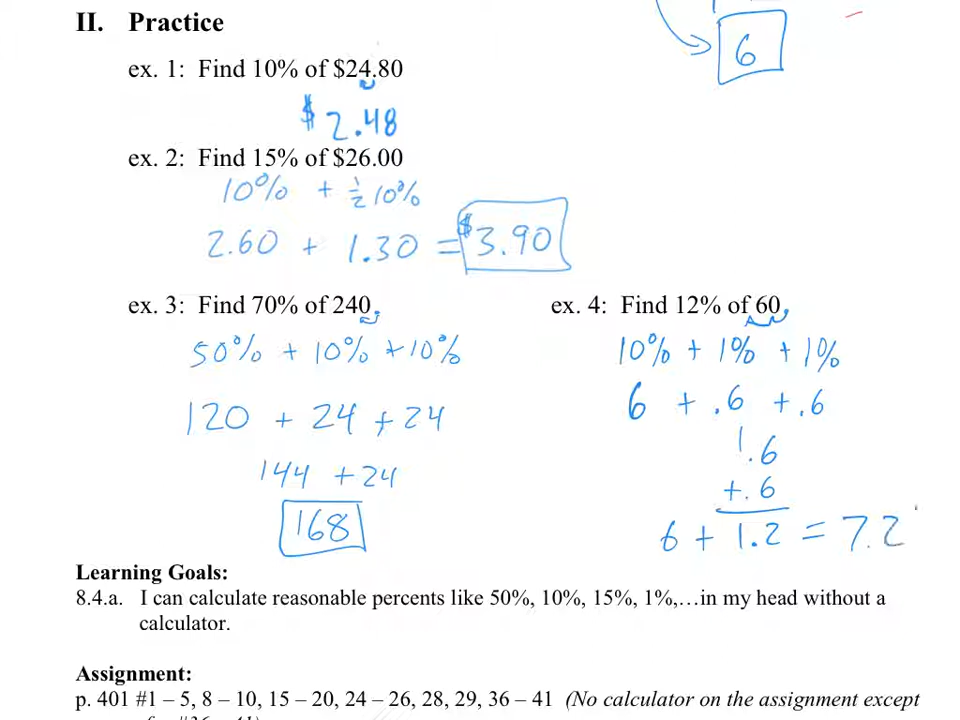 6
II. Practice
ex. 1: Find 10% of $24.80
$2.48
ex. 2: Find 15% of $26.00
10% + 1/2 10%
2.60 + 1.30 = $3.90
ex. 3: Find 70% of 240.
50% + 10% + 10%
120 + 24 + 24
144 + 24
168
ex. 4: Find 12% of 60.
10% + 1% + 1%
6 + .6 + .6
1.6
+.6
6 + 1.2 = 7.2
Learning Goals:
8.4.a. I can calculate reasonable percents like 50%, 10%, 15%, 1%,…in my head without a
calculator.
Assignment:
p. 401 #1 – 5, 8 – 10, 15 – 20, 24 – 26, 28, 29, 36 – 41 (No calculator on the assignment except
for #36 – 41)